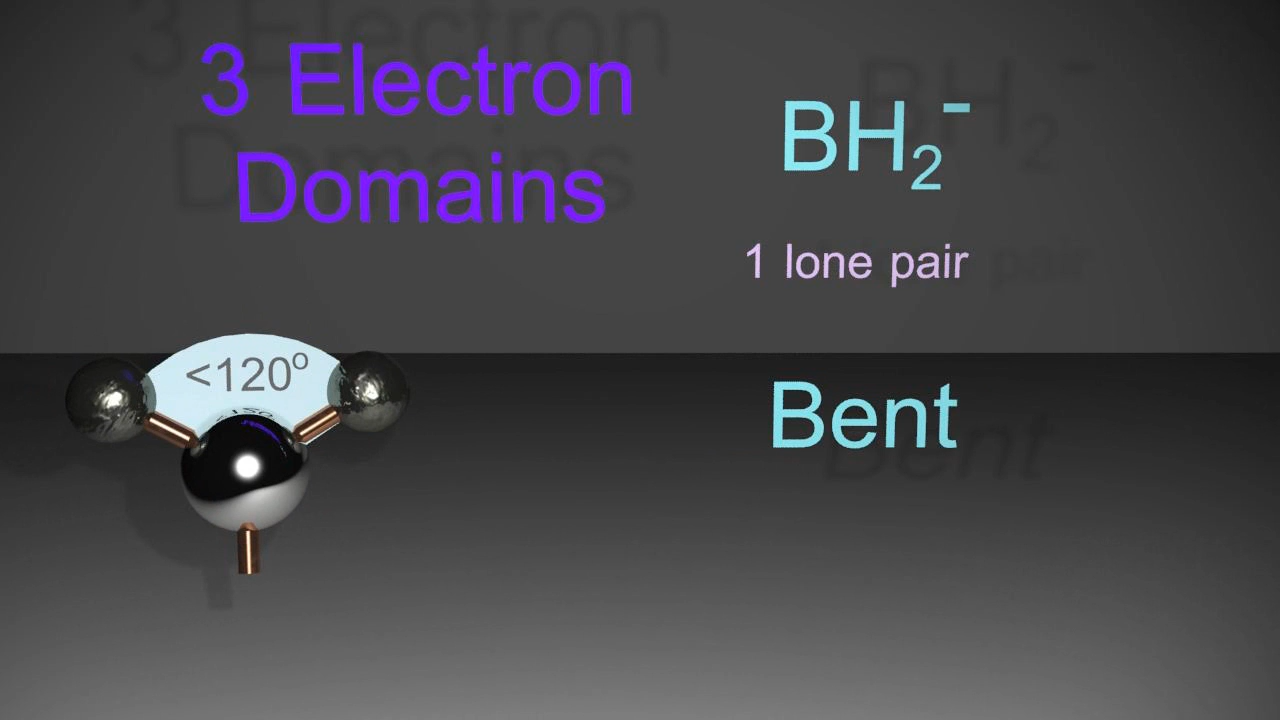 3 Electron
Domains
BH₂⁻
1 lone pair
<120º
Bent